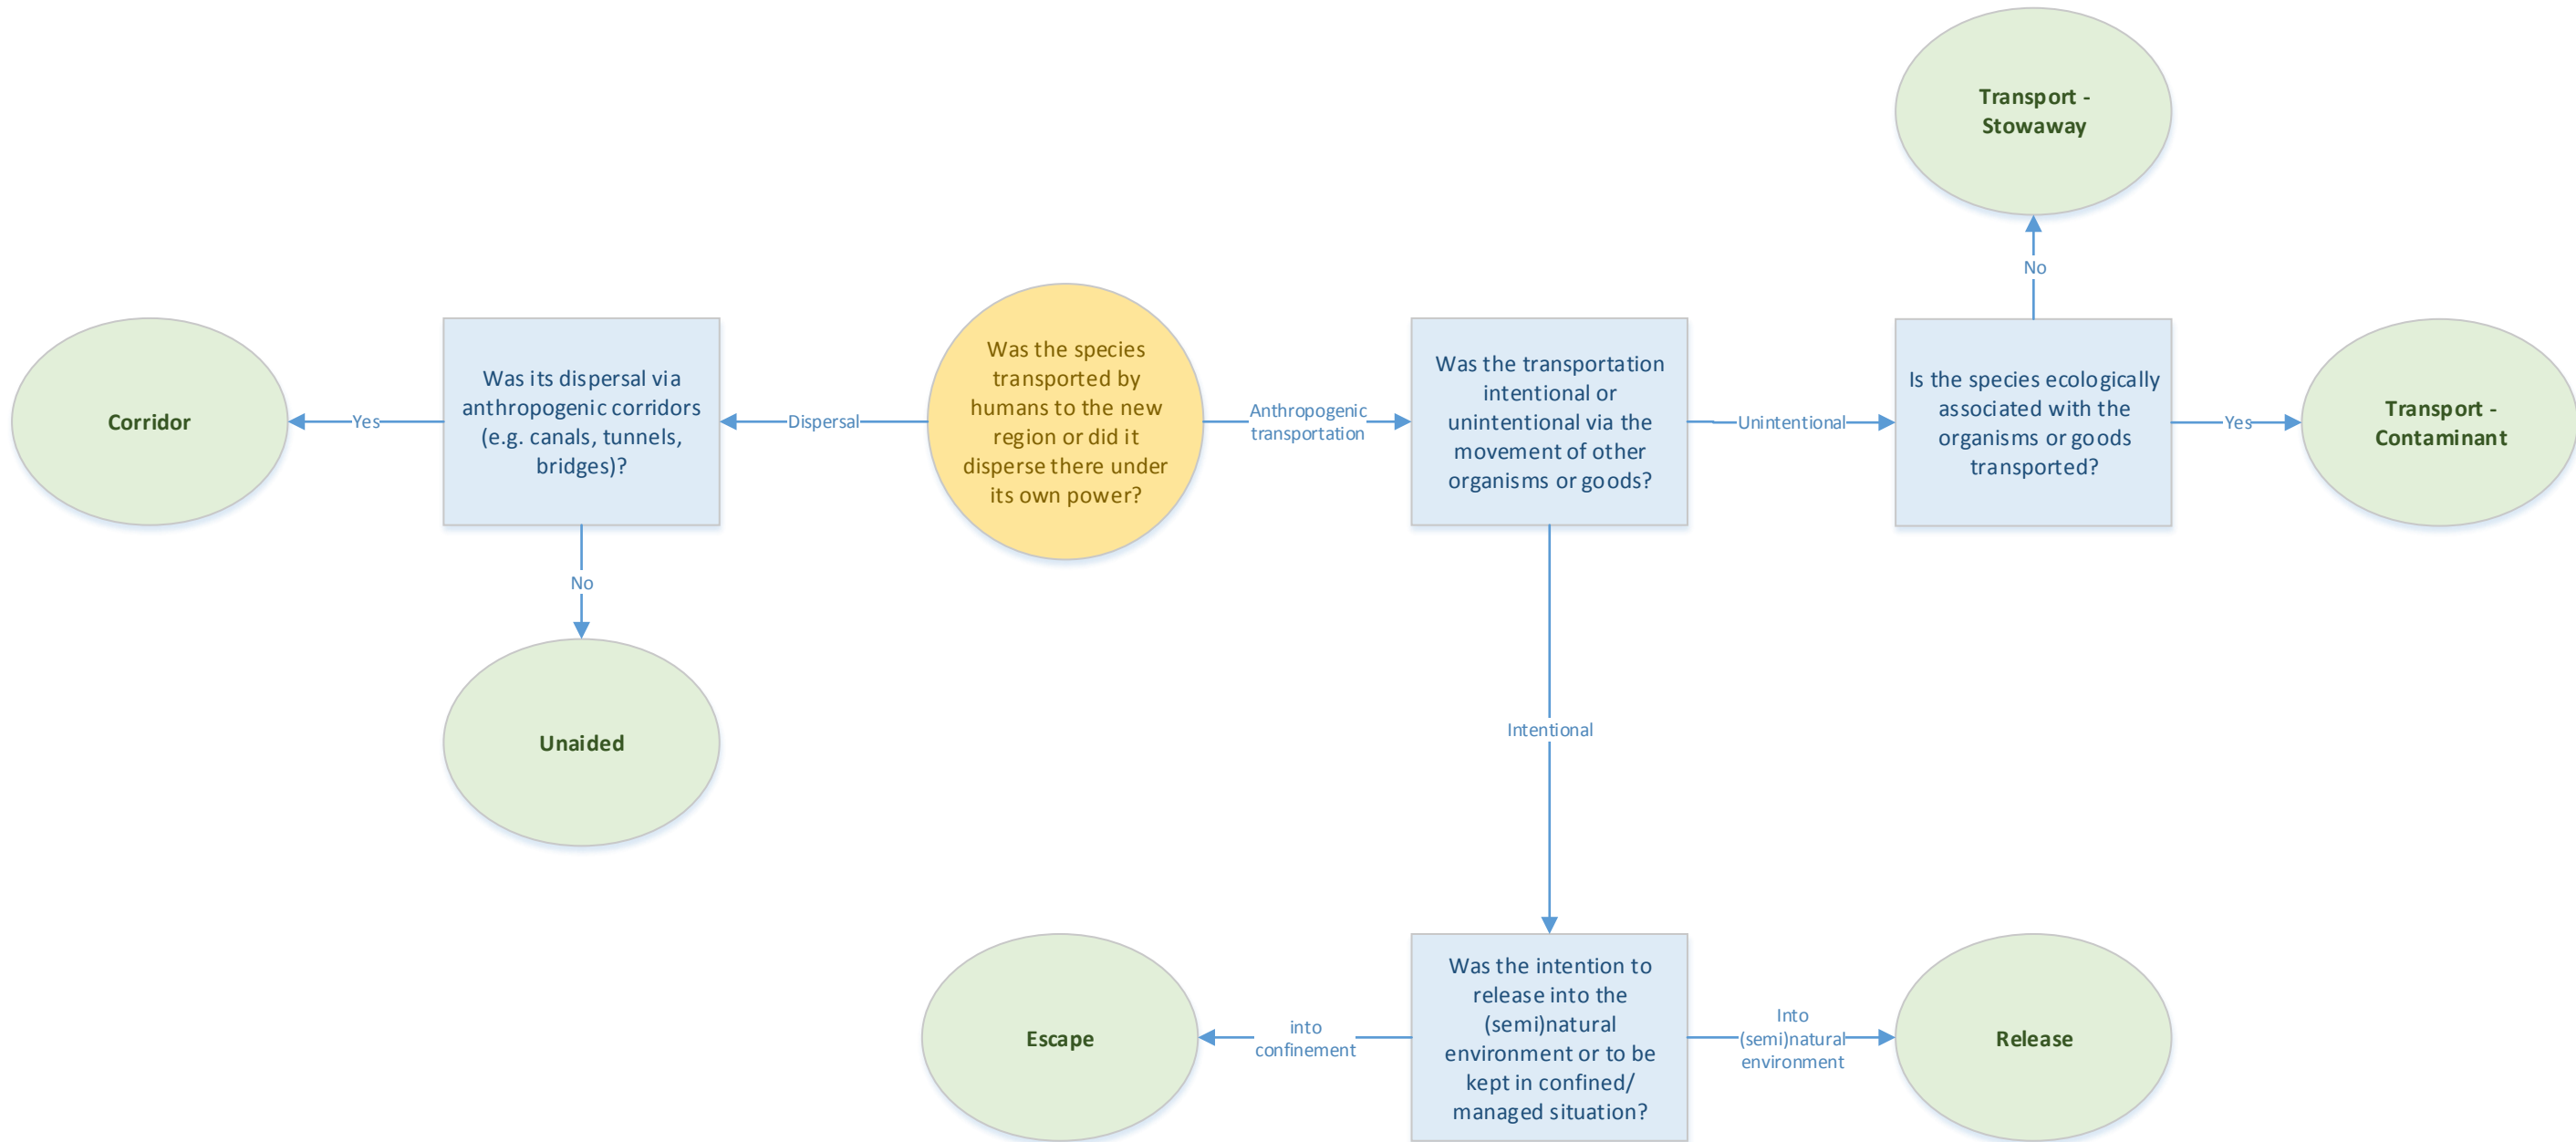 Transport -
Stowaway
No
Corridor
Yes
Was its dispersal via
anthropogenic corridors
(e.g. canals, tunnels,
bridges)?
Dispersal
Was the species
transported by
humans to the new
region or did it
disperse there under
its own power?
Anthropogenic
transportation
Was the transportation
intentional or
unintentional via the
movement of other
organisms or goods?
Unintentional
Is the species ecologically
associated with the
organisms or goods
transported?
Yes
Transport -
Contaminant
No
Unaided
Intentional
Escape
into
confinement
Was the intention to
release into the
(semi)natural
environment or to be
kept in confined/
managed situation?
Into
(semi)natural
environment
Release